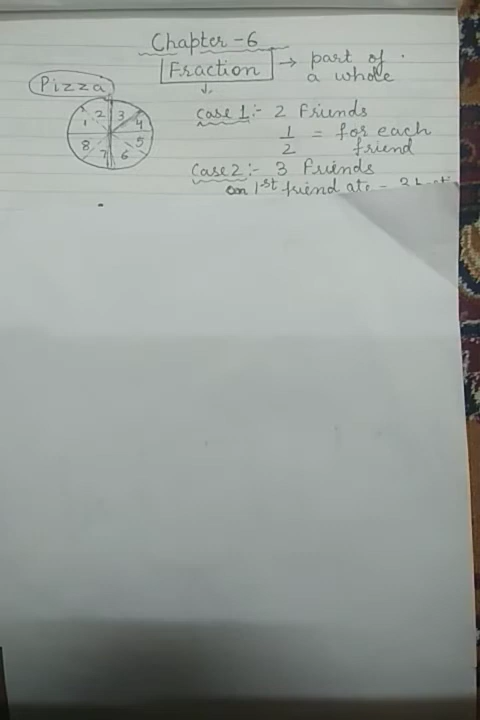 Chapter - 6
Fraction → part of a whole
Pizza
1 2 3 4 5 6 7 8
Case 1:- 2 Friends
1/2 = for each friend
Case 2:- 3 Friends
1st friend ate -